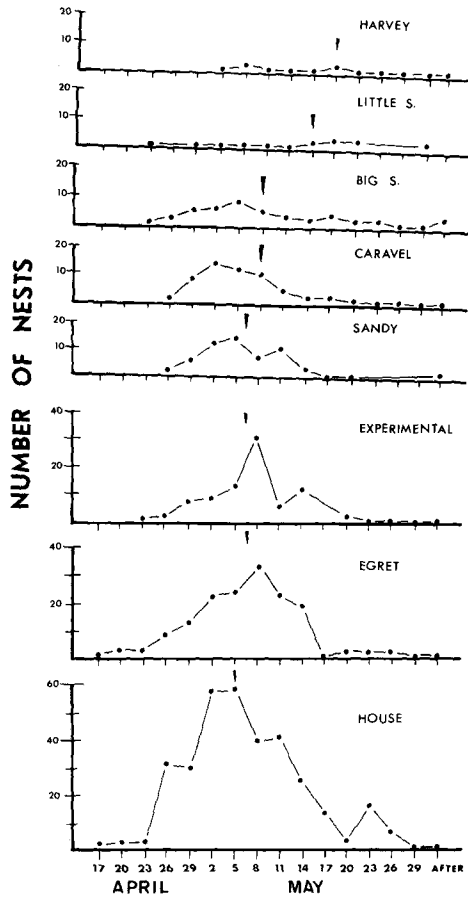 20
10
HARVEY
20
10
LITTLE S.
20
10
BIG S.
20
10
CARAVEL
20
10
SANDY
40
20
EXPERIMENTAL
40
20
EGRET
60
40
20
HOUSE
NUMBER OF NESTS
17 20 23 26 29 2 5 8 11 14 17 20 23 26 29 AFTER
APRIL MAY